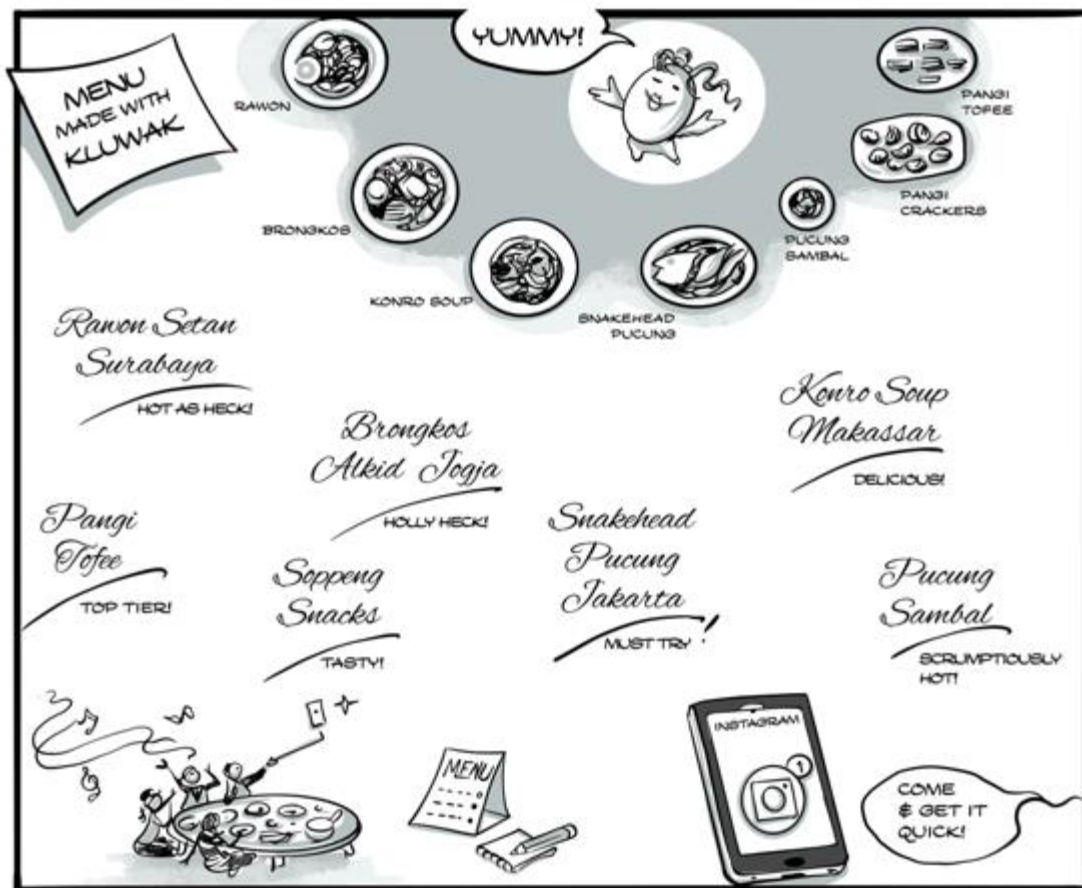 MENU
MADE WITH
KLUWAK
YUMMY!
RAWON
BRONGKOS
KONRO SOUP
SNAKEHEAD
PUCUNG
PUCUNG
SAMBAL
PANGI
CRACKERS
PANGI
TOFEE
Rawon Setan
Surabaya
HOT AS HECK!
Brongkos
Alkid Jogja
HOLLY HECK!
Konro Soup
Makassar
DELICIOUS!
Pangi
Tofee
TOP TIER!
Soppeng
Snacks
TASTY!
Snakehead
Pucung
Jakarta
MUST TRY !
Pucung
Sambal
SCRUMPTIOUSLY
HOT!
MENU
INSTAGRAM
1
COME
& GET IT
QUICK!